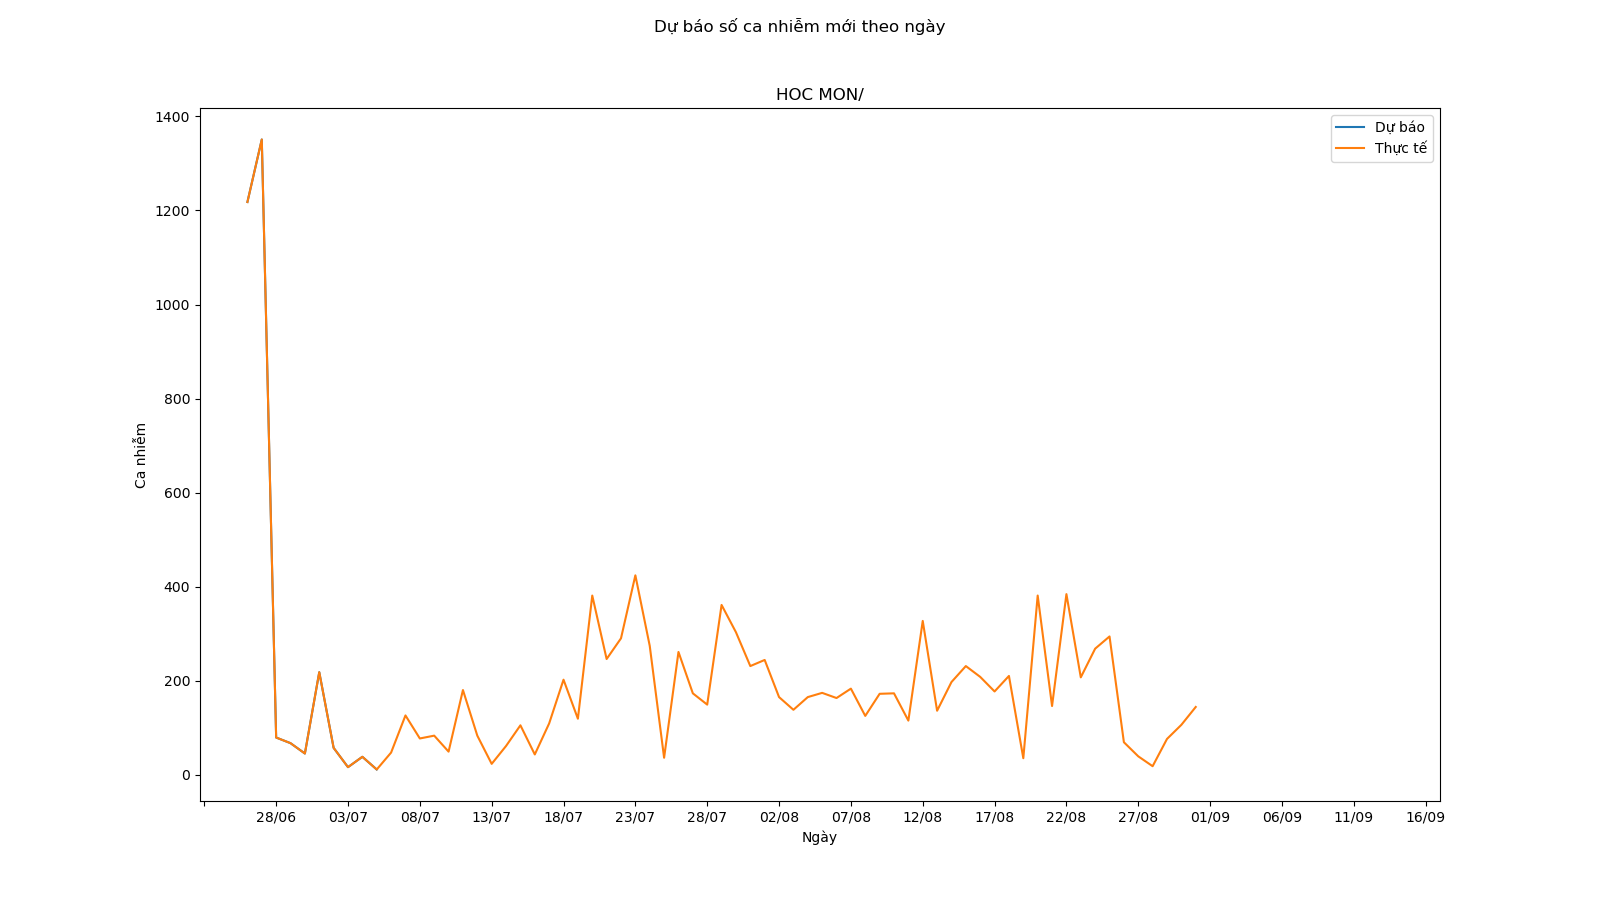 Dự báo số ca nhiễm mới theo ngày
HOC MON/
Dự báo
Thực tế
1400
1200
1000
800
600
400
200
0
Ca nhiễm
28/06 03/07 08/07 13/07 18/07 23/07 28/07 02/08 07/08 12/08 17/08 22/08 27/08 01/09 06/09 11/09 16/09
Ngày